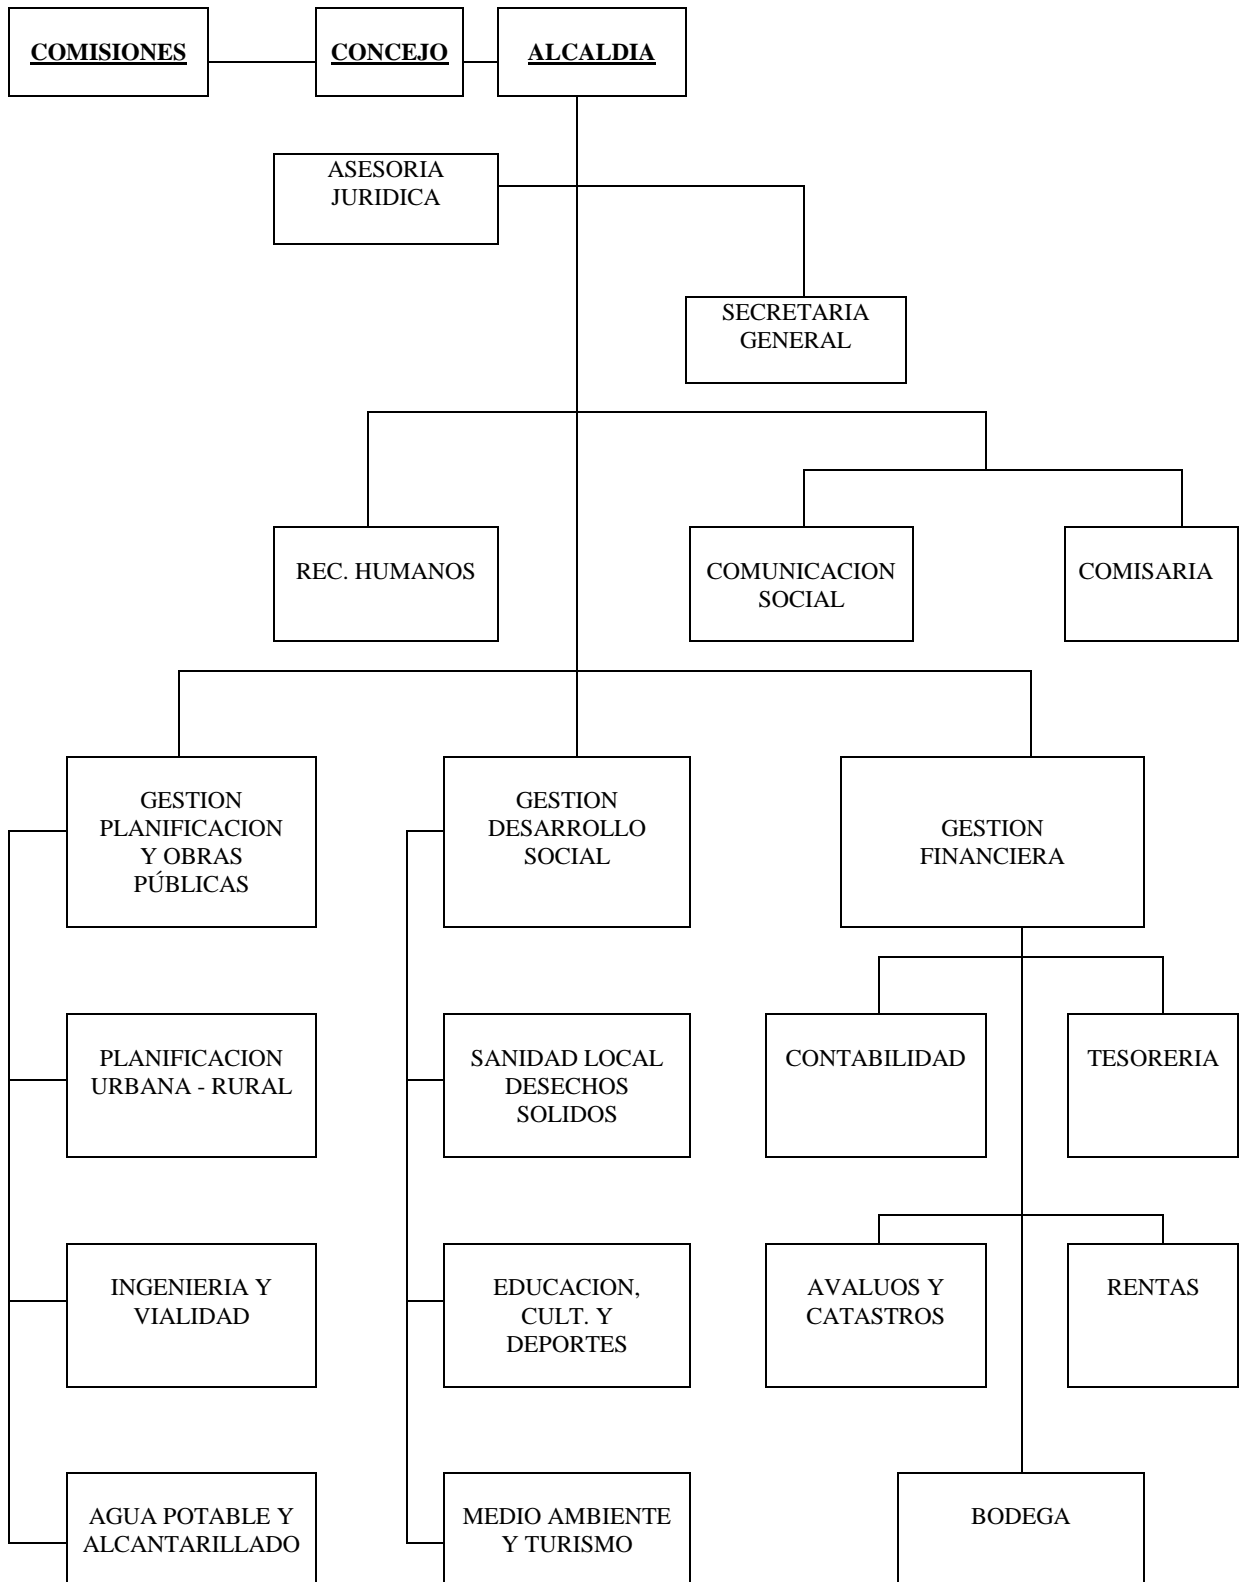 COMISIONES
CONCEJO
ALCALDIA
ASESORIA
JURIDICA
SECRETARIA
GENERAL
REC. HUMANOS
COMUNICACION
SOCIAL
COMISARIA
GESTION
PLANIFICACION
Y OBRAS
PÚBLICAS
GESTION
DESARROLLO
SOCIAL
GESTION
FINANCIERA
PLANIFICACION
URBANA - RURAL
SANIDAD LOCAL
DESECHOS
SOLIDOS
CONTABILIDAD
TESORERIA
INGENIERIA Y
VIALIDAD
EDUCACION,
CULT. Y
DEPORTES
AVALUOS Y
CATASTROS
RENTAS
AGUA POTABLE Y
ALCANTARILLADO
MEDIO AMBIENTE
Y TURISMO
BODEGA